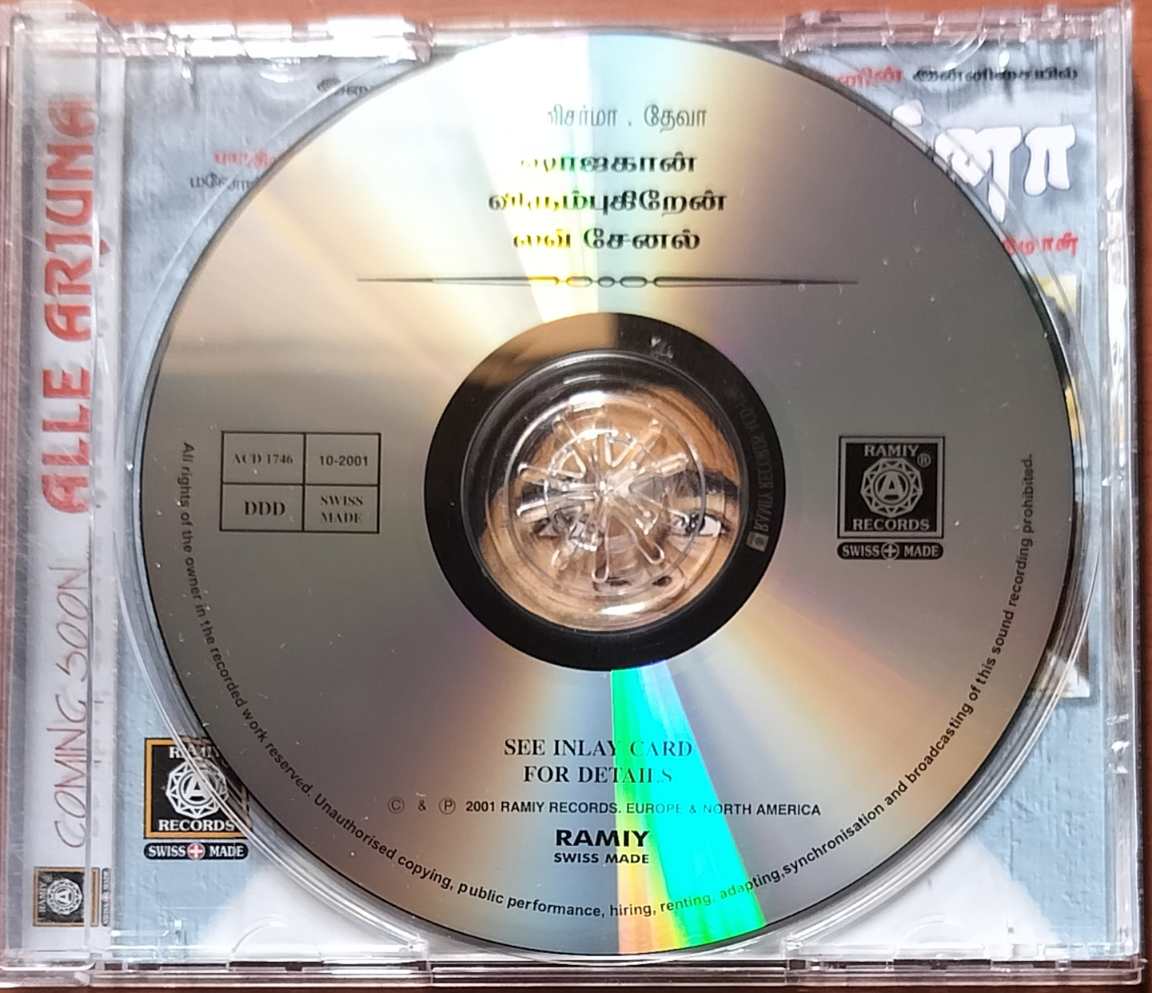 தேவா
விரும்புகிறேன்
லவ் சேனல்
ACD 1746
10-2001
DDD
SWISS MADE
RAMIY®
A
RECORDS
SWISS MADE
SEE INLAY CARD
FOR DETAILS
© & ℗ 2001 RAMIY RECORDS. EUROPE & NORTH AMERICA
RAMIY
SWISS MADE
All rights of the owner in the recorded work reserved. Unauthorised copying, public performance, hiring, renting, adapting,synchronisation and broadcasting of this sound recording prohibited.
COMING SOON ALLE ARJUNA
RAMIY
A
RECORDS
SWISS MADE